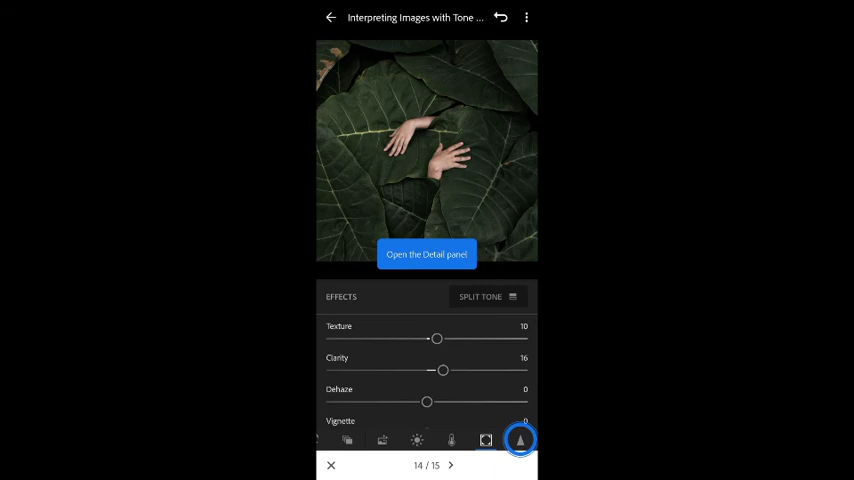 Interpreting Images with Tone ...
Open the Detail panel
EFFECTS
SPLIT TONE
Texture 10
Clarity 16
Dehaze 0
Vignette 0
14 / 15